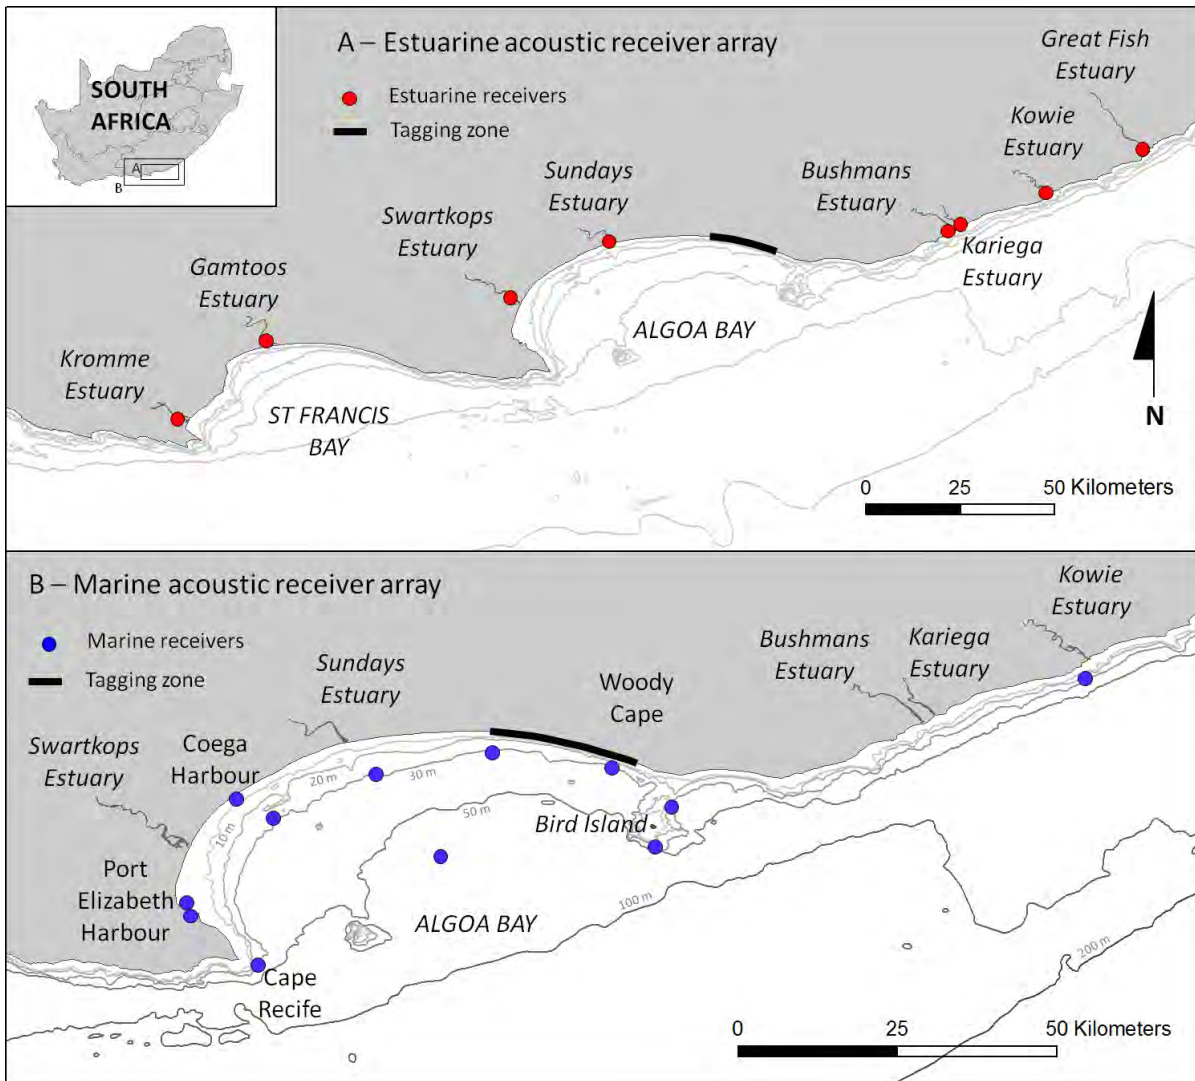 SOUTH
AFRICA
A
B
A – Estuarine acoustic receiver array
Estuarine receivers
Tagging zone
Great Fish
Estuary
Kowie
Estuary
Bushmans
Estuary
Kariega
Estuary
Sundays
Estuary
Swartkops
Estuary
Gamtoos
Estuary
Kromme
Estuary
ALGOA BAY
ST FRANCIS
BAY
N
0 25 50 Kilometers
B – Marine acoustic receiver array
Marine receivers
Tagging zone
Kowie
Estuary
Bushmans
Estuary
Kariega
Estuary
Sundays
Estuary
Woody
Cape
Swartkops
Estuary
Coega
Harbour
10 m
20 m
30 m
50 m
Bird Island
Port
Elizabeth
Harbour
100 m
ALGOA BAY
200 m
Cape
Recife
0 25 50 Kilometers